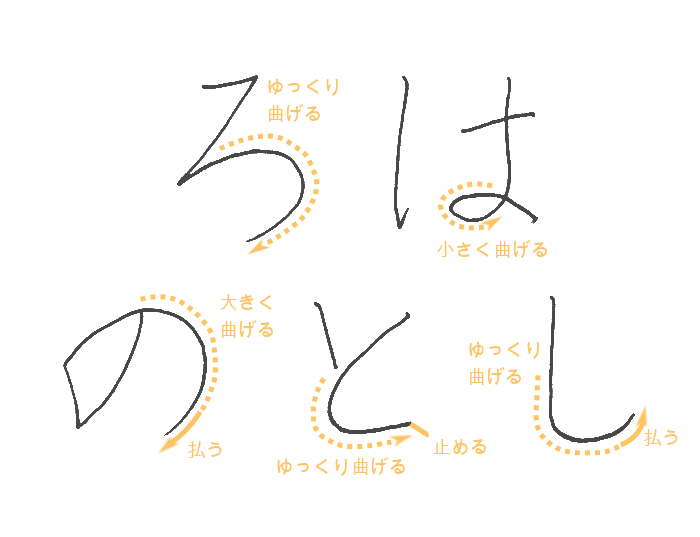 ろは
ゆっくり
曲げる
小さく曲げる
のとし
大きく
曲げる
払う
ゆっくり曲げる
止める
ゆっくり
曲げる
払う